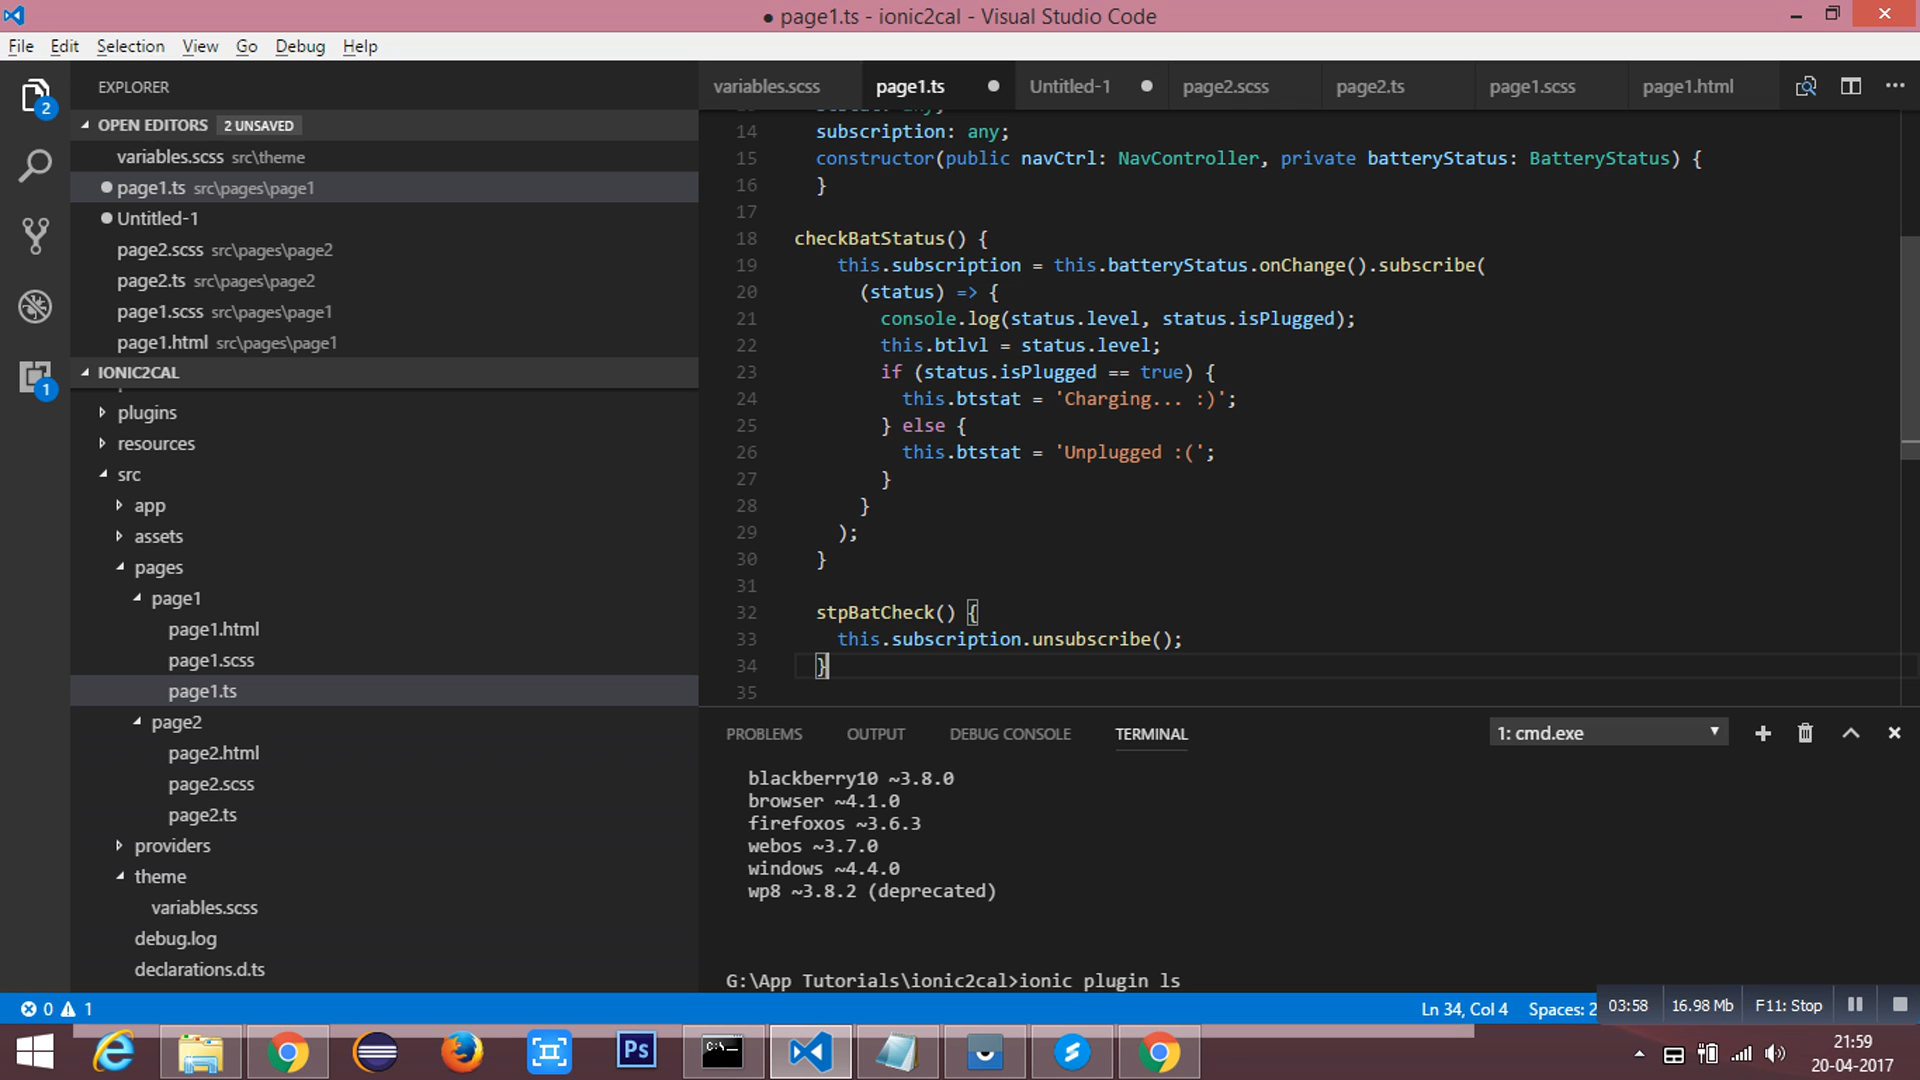 ● page1.ts - ionic2cal - Visual Studio Code
File Edit Selection View Go Debug Help
2
1
EXPLORER
OPEN EDITORS 2 UNSAVED
variables.scss src\theme
page1.ts src\pages\page1
Untitled-1
page2.scss src\pages\page2
page2.ts src\pages\page2
page1.scss src\pages\page1
page1.html src\pages\page1
IONIC2CAL
plugins
resources
src
app
assets
pages
page1
page1.html
page1.scss
page1.ts
page2
page2.html
page2.scss
page2.ts
providers
theme
variables.scss
debug.log
declarations.d.ts
variables.scss page1.ts Untitled-1 page2.scss page2.ts page1.scss page1.html
14 subscription: any;
15 constructor(public navCtrl: NavController, private batteryStatus: BatteryStatus) {
16 }
17
18 checkBatStatus() {
19 this.subscription = this.batteryStatus.onChange().subscribe(
20 (status) => {
21 console.log(status.level, status.isPlugged);
22 this.btlvl = status.level;
23 if (status.isPlugged == true) {
24 this.btstat = 'Charging... :)';
25 } else {
26 this.btstat = 'Unplugged :(';
27 }
28 }
29 );
30 }
31
32 stpBatCheck() {
33 this.subscription.unsubscribe();
34 }
35
PROBLEMS OUTPUT DEBUG CONSOLE TERMINAL 1: cmd.exe
blackberry10 ~3.8.0
browser ~4.1.0
firefoxos ~3.6.3
webos ~3.7.0
windows ~4.4.0
wp8 ~3.8.2 (deprecated)
G:\App Tutorials\ionic2cal>ionic plugin ls
0 1 Ln 34, Col 4 Spaces: 2 03:58 16.98 Mb F11: Stop
Ps
21:59
20-04-2017